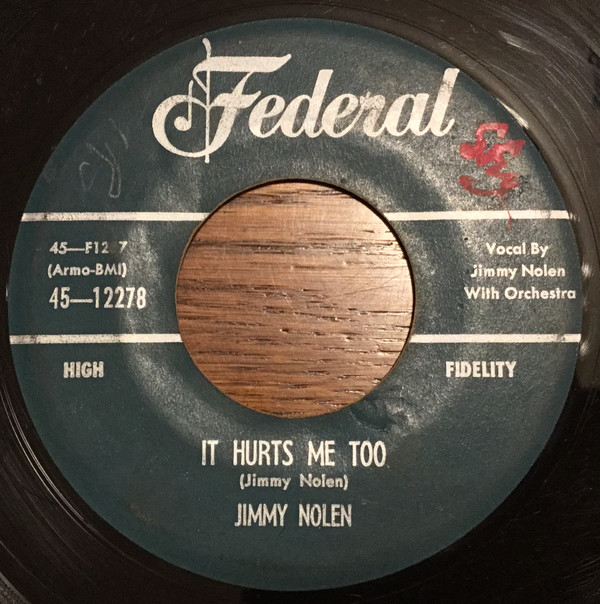 Federal
45—F12 7
(Armo-BMI)
45—12278
Vocal By
Jimmy Nolen
With Orchestra
HIGH
FIDELITY
IT HURTS ME TOO
(Jimmy Nolen)
JIMMY NOLEN